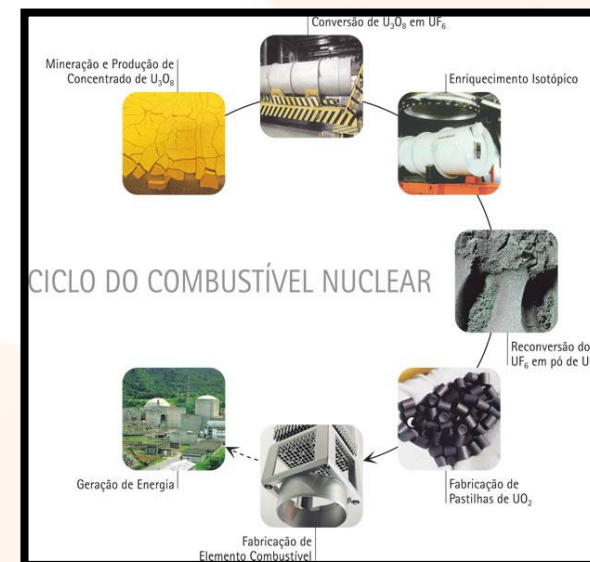 Conversão de U₃O₈ em UF₆
Mineração e Produção de
Concentrado de U₃O₈
Enriquecimento Isotópico
CICLO DO COMBUSTÍVEL NUCLEAR
Reconversão do
UF₆ em pó de U
Geração de Energia
Fabricação de
Pastilhas de UO₂
Fabricação de
Elemento Combustível